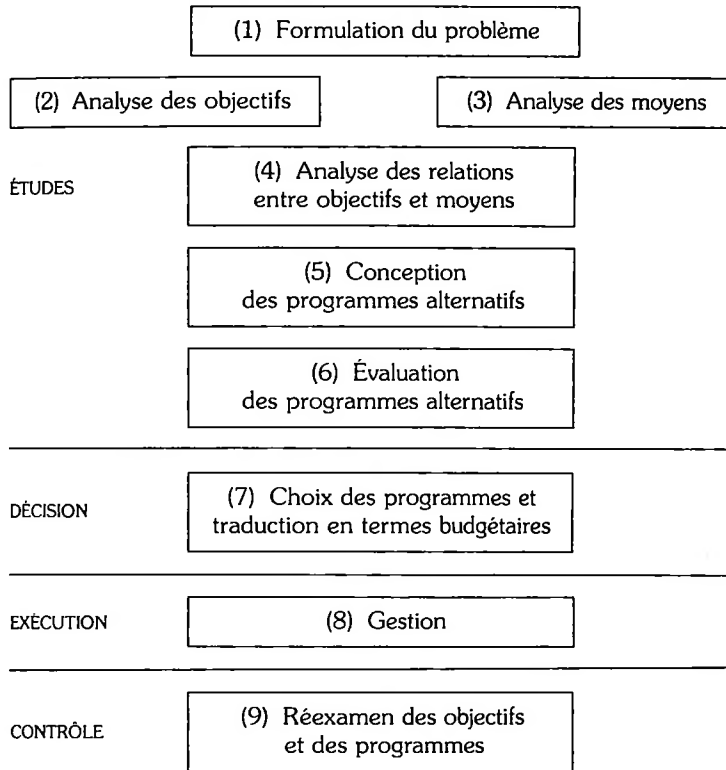 (1) Formulation du problème
(2) Analyse des objectifs
(3) Analyse des moyens
ÉTUDES
(4) Analyse des relations
entre objectifs et moyens
(5) Conception
des programmes alternatifs
(6) Évaluation
des programmes alternatifs
DÉCISION
(7) Choix des programmes et
traduction en termes budgétaires
EXÉCUTION
(8) Gestion
CONTRÔLE
(9) Réexamen des objectifs
et des programmes